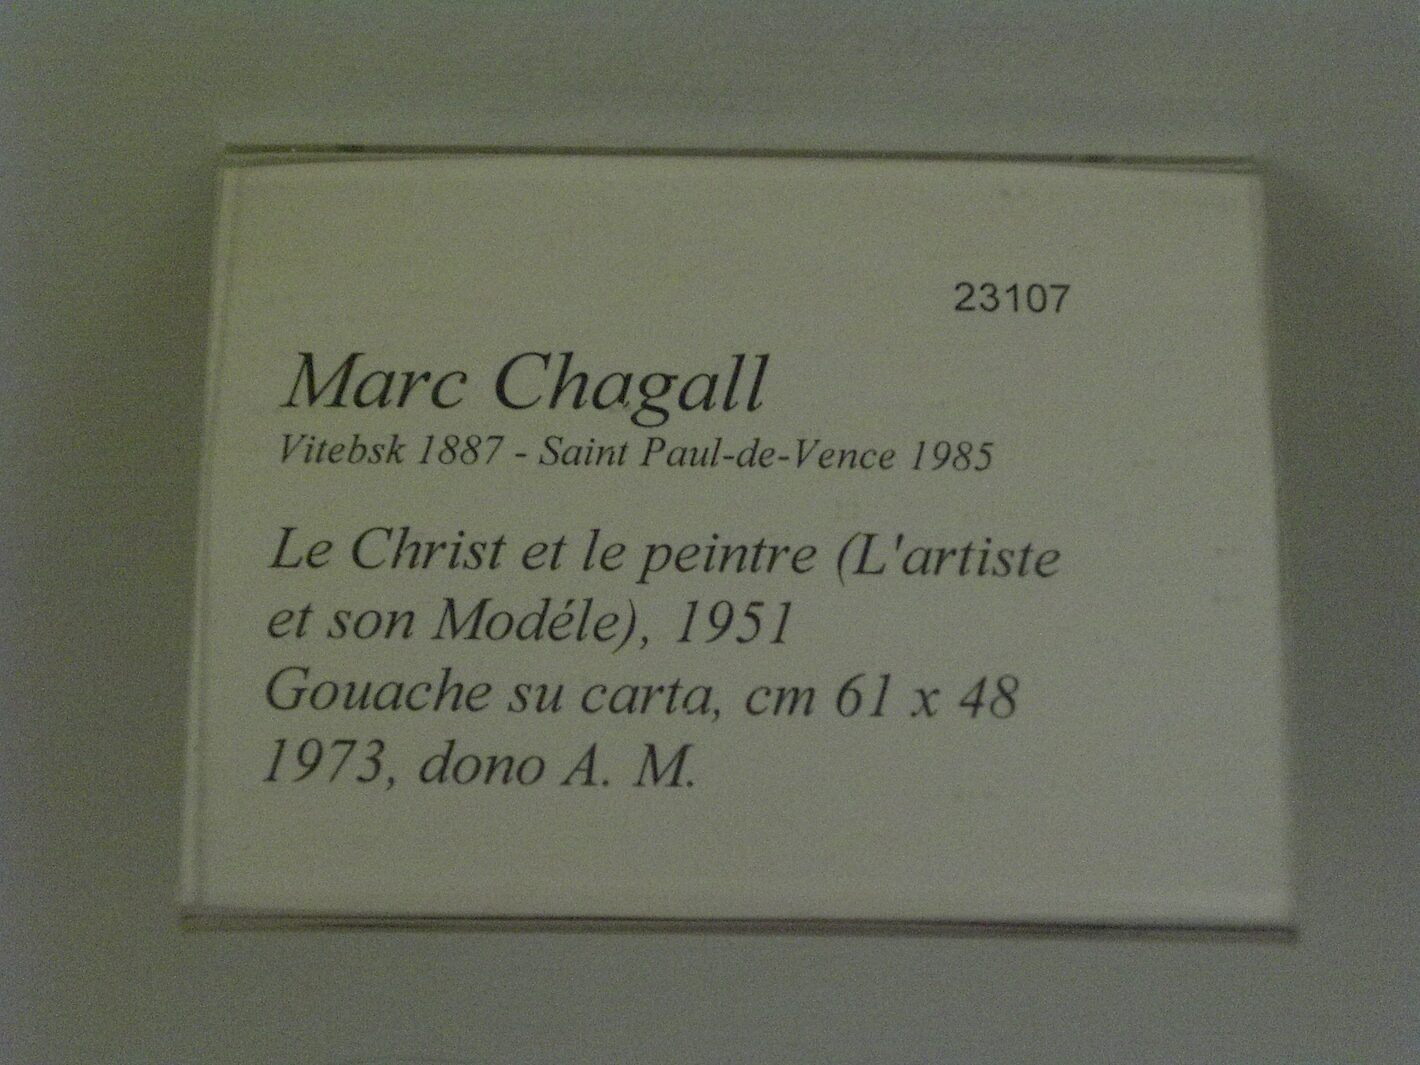 23107
Marc Chagall
Vitebsk 1887 - Saint Paul-de-Vence 1985
Le Christ et le peintre (L'artiste
et son Modéle), 1951
Gouache su carta, cm 61 x 48
1973, dono A. M.